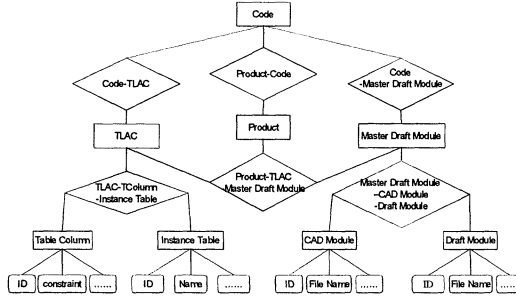 Code
Code-TLAC
Product-Code
Code
-Master Draft Module
TLAC
Product
Master Draft Module
TLAC-TColumn
-Instance Table
Product-TLAC
-Master Draft Module
Master Draft Module
--CAD Module
-Draft Module
Table Column
Instance Table
CAD Module
Draft Module
ID
constraint
......
ID
Name
......
ID
File Name
......
ID
File Name
......